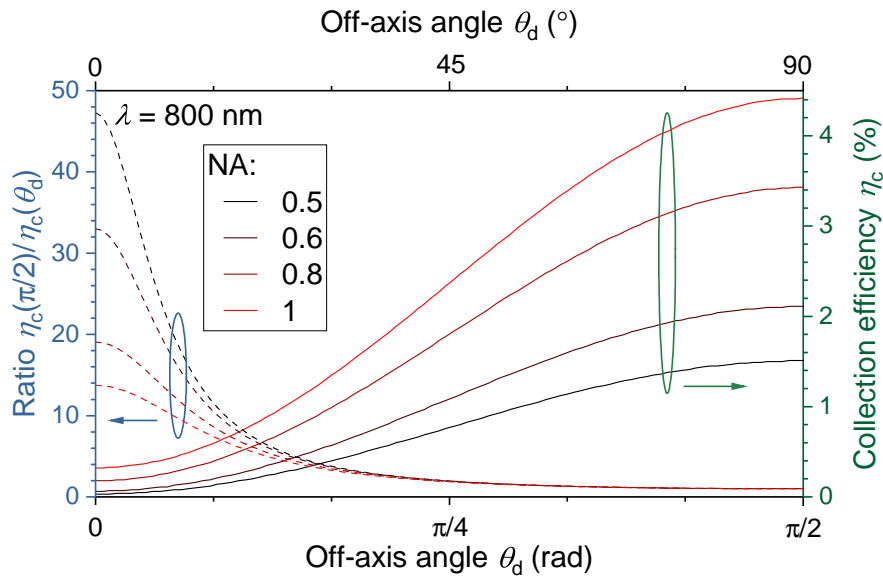 Off-axis angle θd (°)
0 45 90
Ratio ηc(π/2)/ηc(θd)
50
40
30
20
10
0
λ = 800 nm
NA:
0.5
0.6
0.8
1
4
3
2
1
0
Collection efficiency ηc (%)
0 π/4 π/2
Off-axis angle θd (rad)